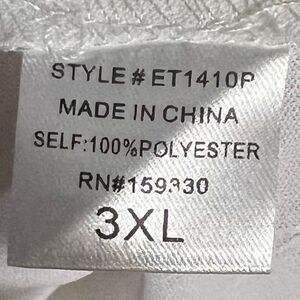 STYLE # ET1410P
MADE IN CHINA
SELF:100%POLYESTER
RN#159330
3XL